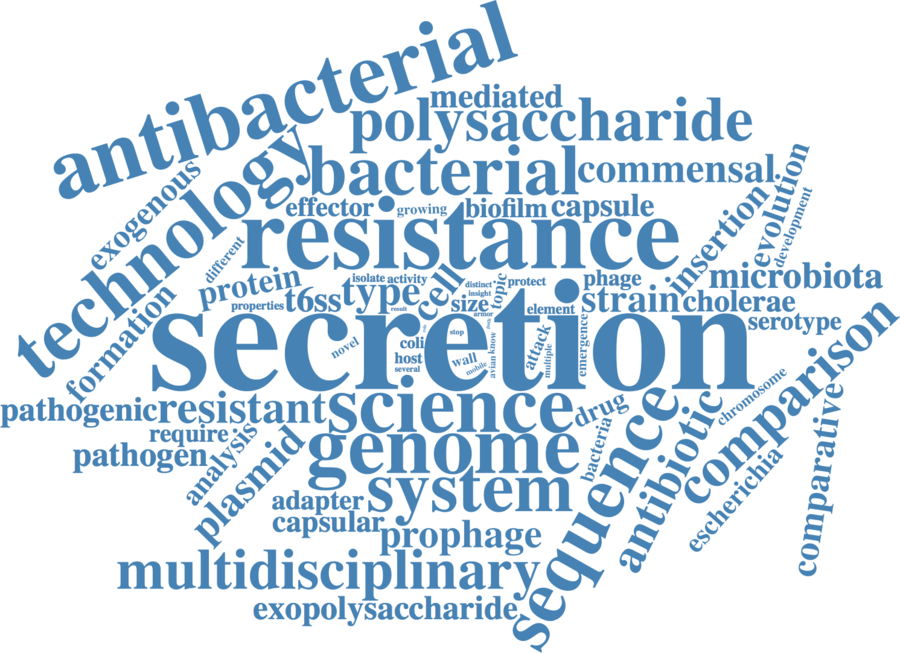 antibacterial
mediated
polysaccharide
technology
bacterial
commensal
exogenous
effector
growing
biofilm
capsule
resistance
insertion
evolution
development
different
protein
isolate
activity
cell
distinct
insight
topic
protect
phage
microbiota
properties
t6ss
type
result
size
armor
element
strain
cholerae
formation
secretion
serotype
novel
coli
stop
host
several
wall
mobile
avian
know
attack
multiple
emergence
comparison
pathogenic
resistant
science
drug
chromosome
require
pathogen
analysis
genome
bacteria
sequence
antibiotic
escherichia
comparative
plasmid
adapter
system
capsular
prophage
multidisciplinary
exopolysaccharide